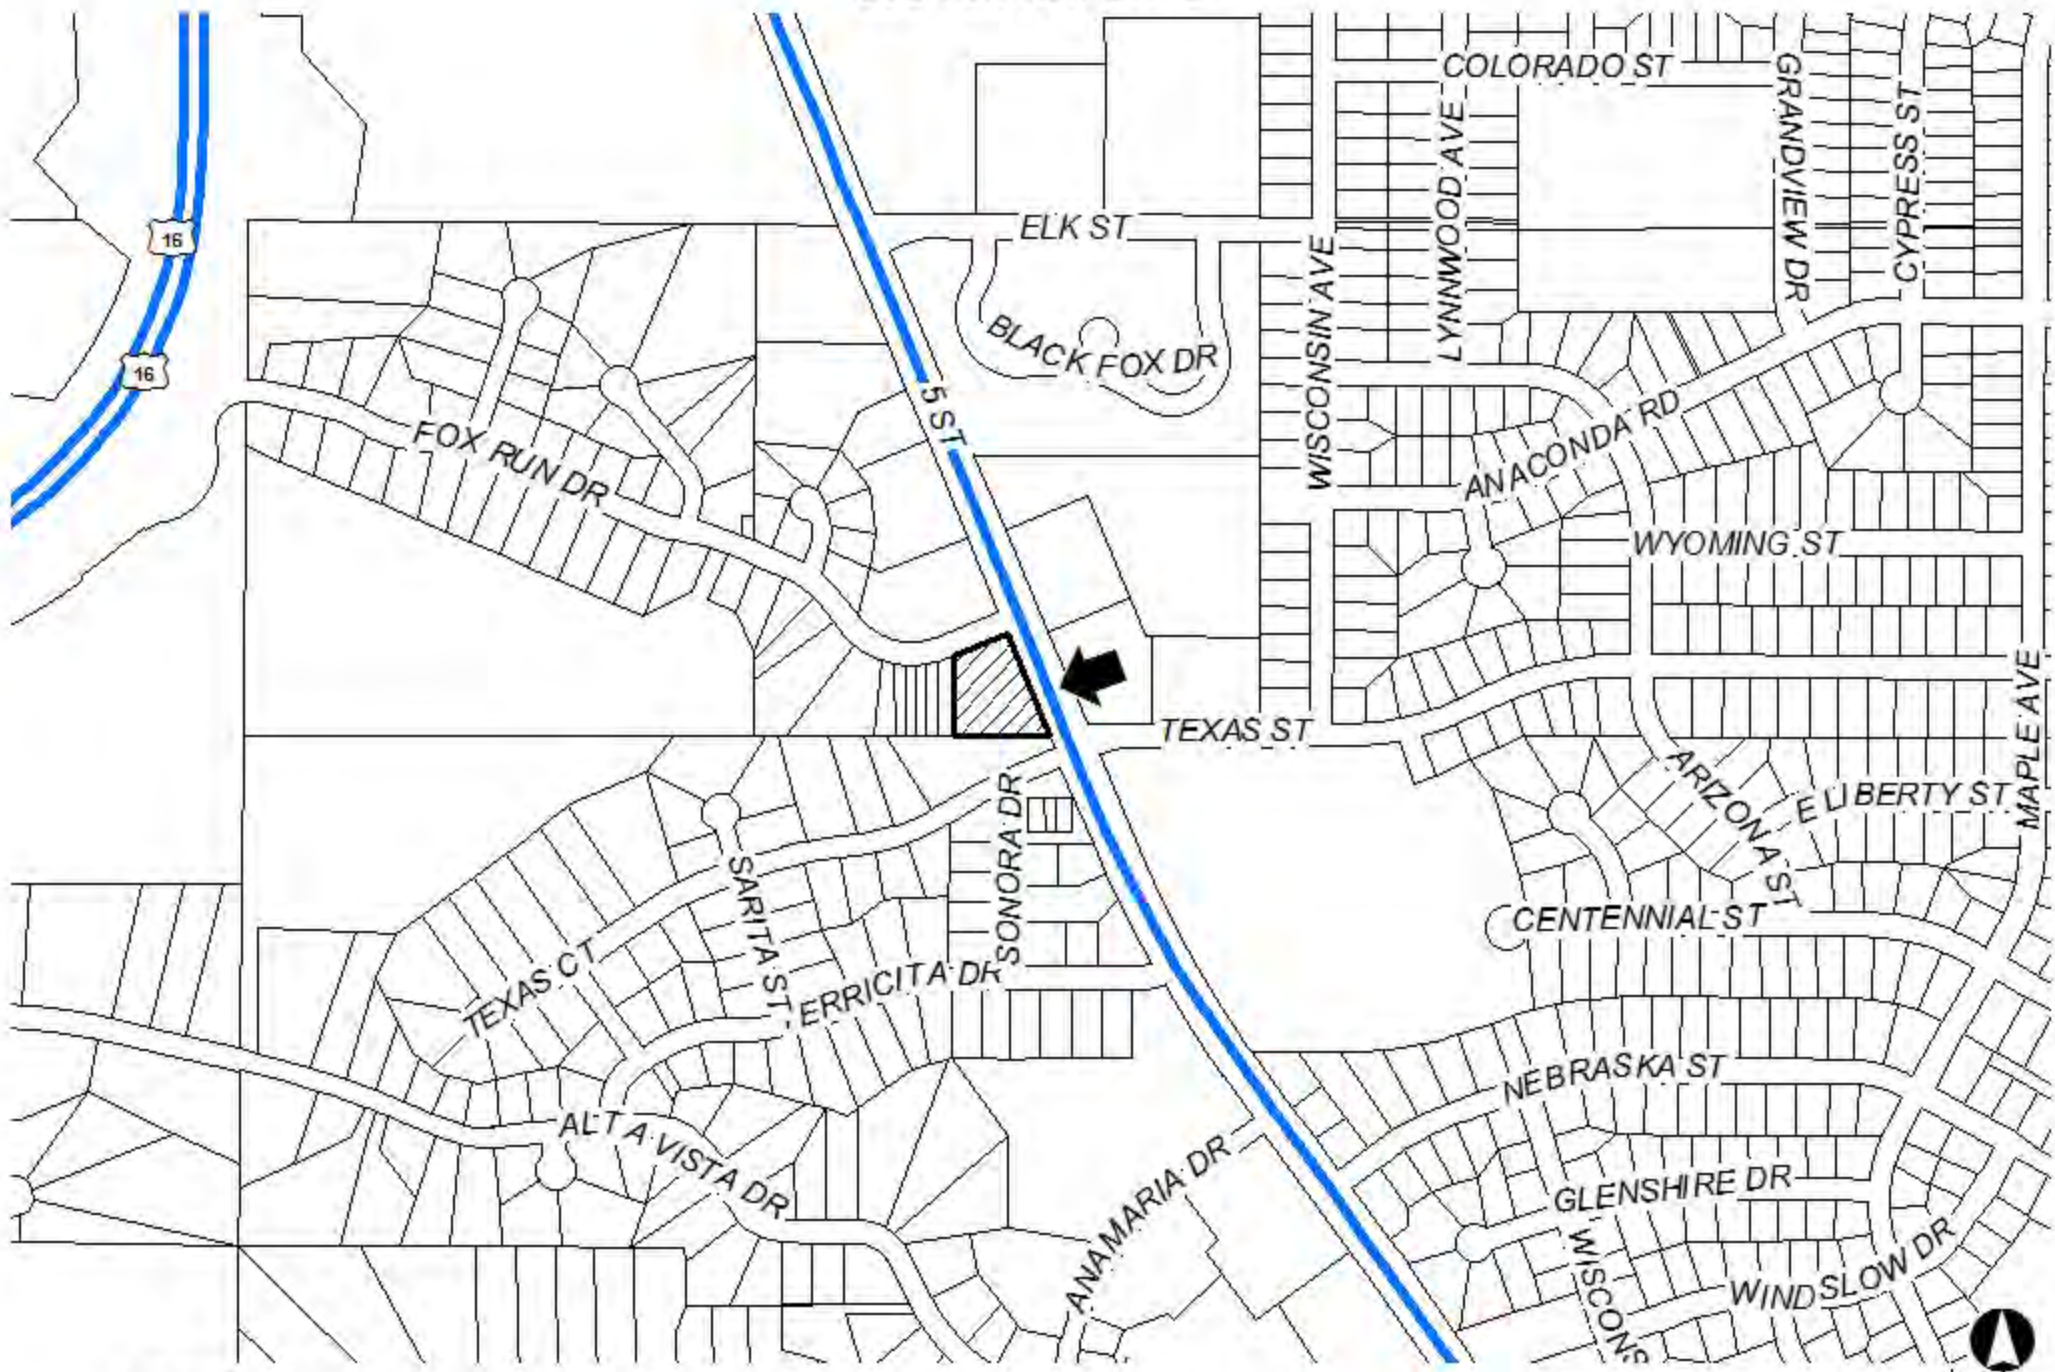 COLORADO ST
GRANDVIEW DR
CYPRESS ST
LYNNWOOD AVE
16
ELK ST
WISCONSIN AVE
BLACK FOX DR
16
5 ST
FOX RUN DR
ANACONDA RD
WYOMING ST
MAPLE AVE
TEXAS ST
ARIZONA ST
E LIBERTY ST
SONORA DR
SARITA ST
CENTENNIAL ST
TEXAS CT
ERRICITA DR
NEBRASKA ST
ALTA VISTA DR
ANAMARIA DR
GLENSHIRE DR
WISCONS
WINDSLOW DR